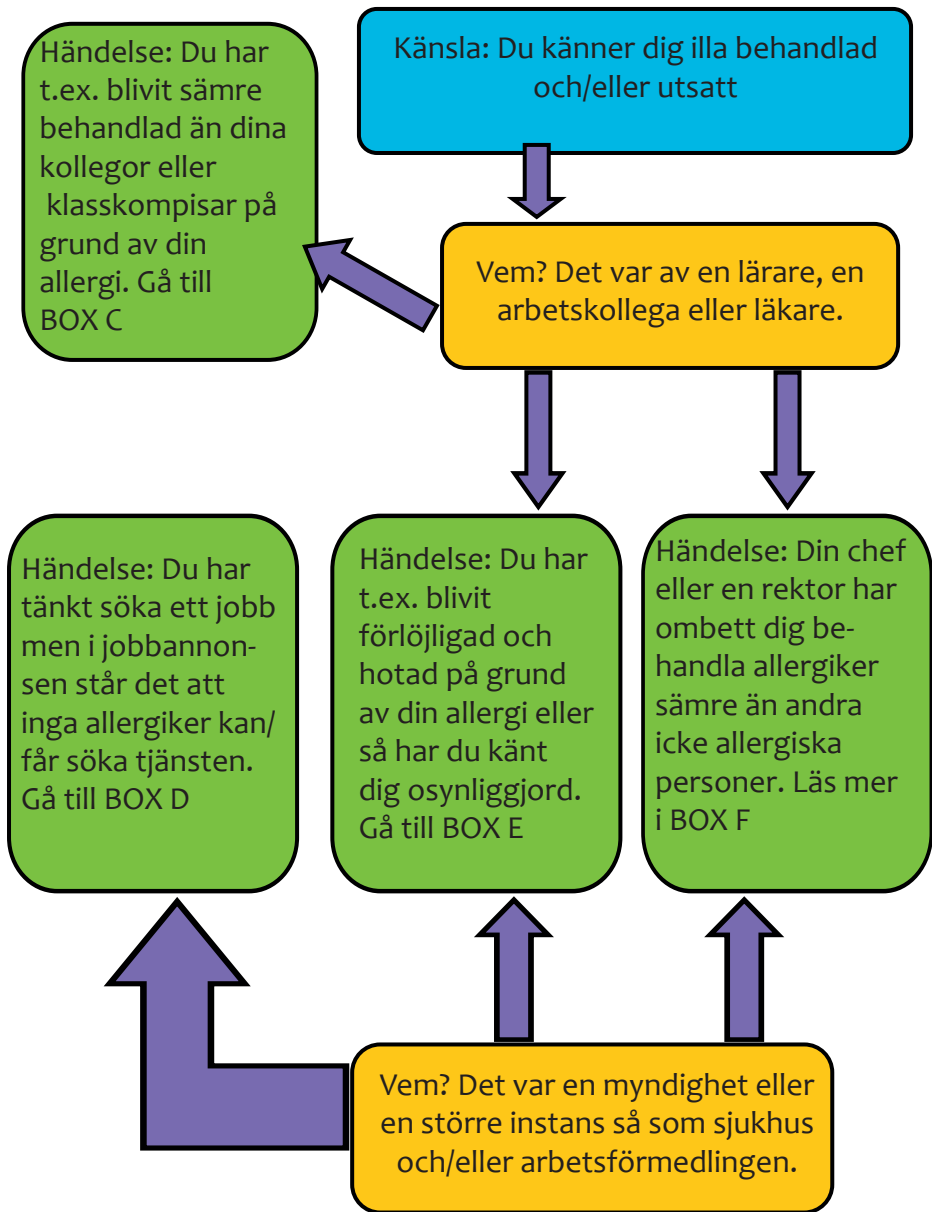 Händelse: Du har
t.ex. blivit sämre
behandlad än dina
kollegor eller
klasskompisar på
grund av din
allergi. Gå till
BOX C
Känsla: Du känner dig illa behandlad
och/eller utsatt
Vem? Det var av en lärare, en
arbetskollega eller läkare.
Händelse: Du har
tänkt söka ett jobb
men i jobbannon-
sen står det att
inga allergiker kan/
får söka tjänsten.
Gå till BOX D
Händelse: Du har
t.ex. blivit
förlöjligad och
hotad på grund
av din allergi eller
så har du känt
dig osynliggjord.
Gå till BOX E
Händelse: Din chef
eller en rektor har
ombett dig be-
handla allergiker
sämre än andra
icke allergiska
personer. Läs mer
i BOX F
Vem? Det var en myndighet eller
en större instans så som sjukhus
och/eller arbetsförmedlingen.